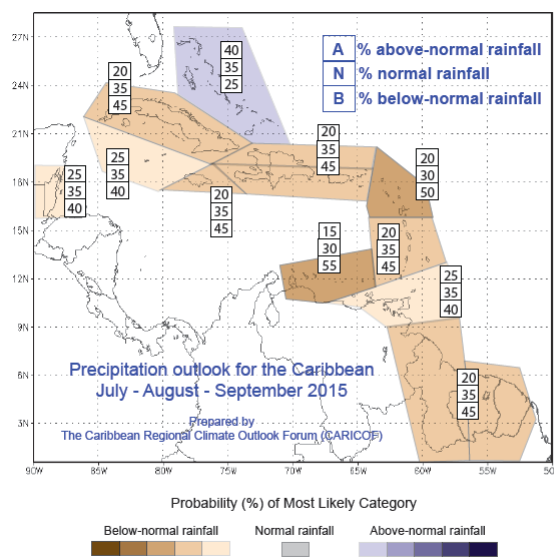 27N
24N
21N
18N
15N
12N
9N
6N
3N
90W
85W
80W
75W
70W
65W
60W
55W
50W
A % above-normal rainfall
N % normal rainfall
B % below-normal rainfall
40
35
25
20
35
45
20
35
45
20
30
50
25
35
40
25
35
40
20
35
45
15
30
55
20
35
45
25
35
40
20
35
45
Precipitation outlook for the Caribbean
July - August - September 2015
Prepared by
The Caribbean Regional Climate Outlook Forum (CARICOF)
Probability (%) of Most Likely Category
Below-normal rainfall
Normal rainfall
Above-normal rainfall